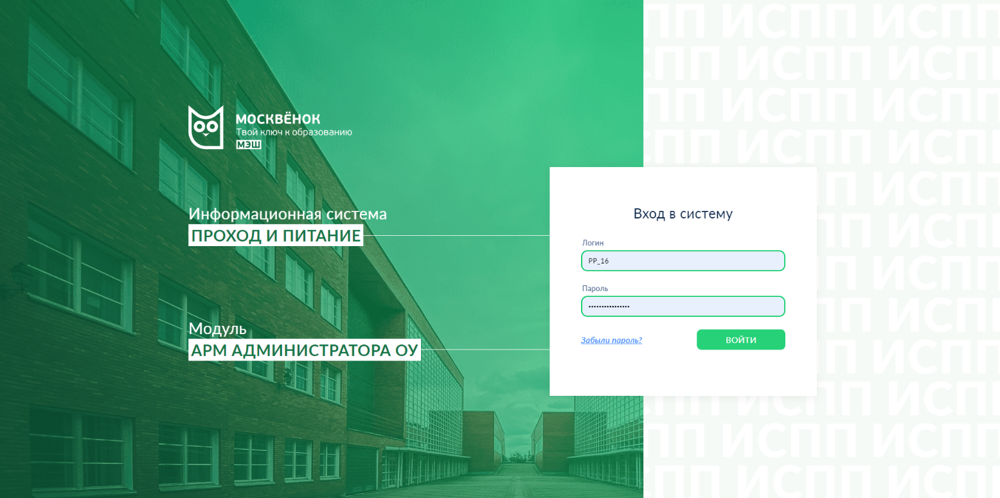 МОСКВЁНОК
Твой ключ к образованию
МЭШ
Информационная система
ПРОХОД И ПИТАНИЕ
Модуль
АРМ АДМИНИСТРАТОРА ОУ
Вход в систему
Логин
PP_16
Пароль
••••••••••••••••
Забыли пароль?
ВОЙТИ
ИСПП ИСПП ИСПП
ИСПП ИСПП
ИСПП ИСПП ИСПП
ИСПП ИСПП
ИСПП
ИСПП
ИСПП
ИСПП
ИСПП
ИСПП ИСПП
ИСПП ИСПП ИСПП
ИСПП ИСПП